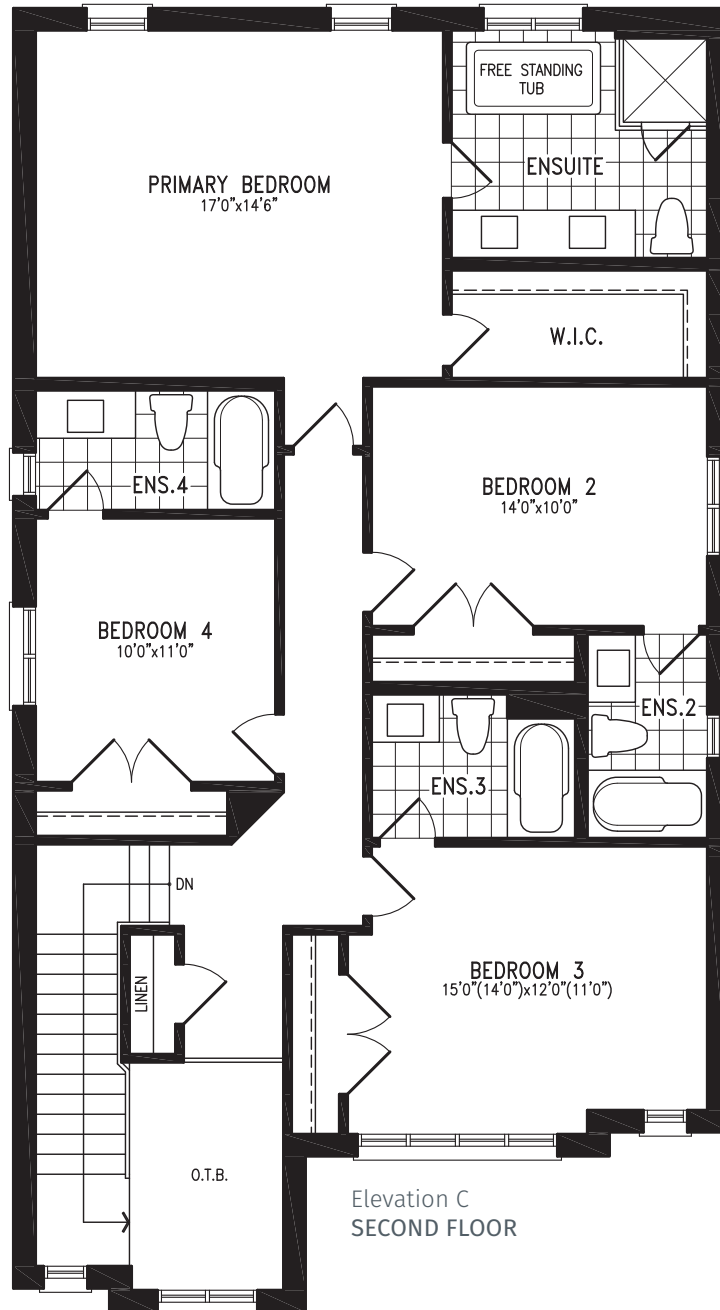 FREE STANDING
TUB
ENSUITE
PRIMARY BEDROOM
17'0"x14'6"
W.I.C.
ENS.4
BEDROOM 2
14'0"x10'0"
BEDROOM 4
10'0"x11'0"
ENS.2
ENS.3
DN
LINEN
BEDROOM 3
15'0"(14'0")x12'0"(11'0")
O.T.B.
Elevation C
SECOND FLOOR